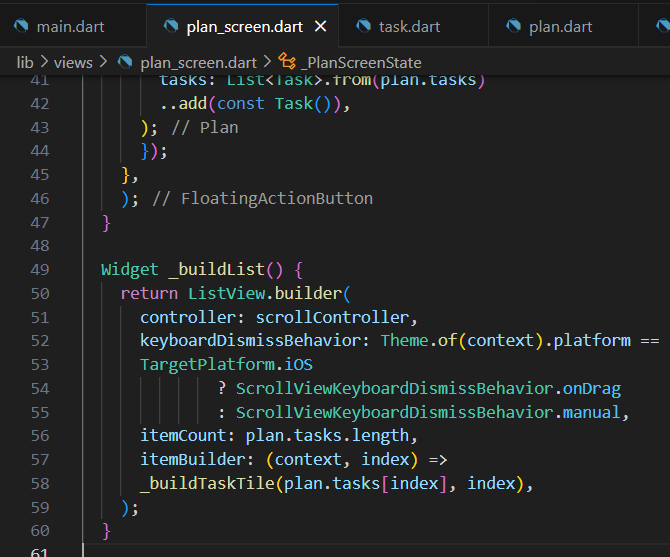 main.dart plan_screen.dart × task.dart plan.dart
lib > views > plan_screen.dart > _PlanScreenState
41 tasks: List<Task>.from(plan.tasks)
42 ..add(const Task()),
43 ); // Plan
44 });
45 },
46 ); // FloatingActionButton
47 }
48
49 Widget _buildList() {
50 return ListView.builder(
51 controller: scrollController,
52 keyboardDismissBehavior: Theme.of(context).platform ==
53 TargetPlatform.iOS
54 ? ScrollViewKeyboardDismissBehavior.onDrag
55 : ScrollViewKeyboardDismissBehavior.manual,
56 itemCount: plan.tasks.length,
57 itemBuilder: (context, index) =>
58 _buildTaskTile(plan.tasks[index], index),
59 );
60 }
61